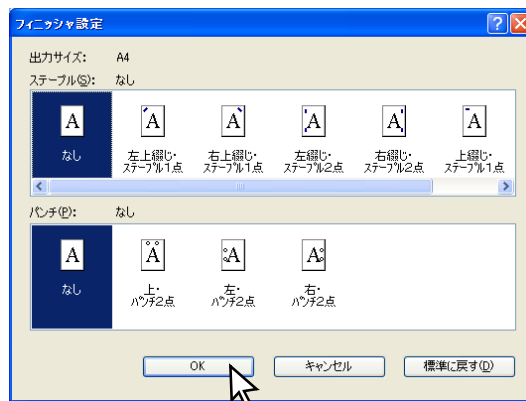 フィニッシャ設定
出力サイズ: A4
ステープル(S): なし
A A A A A A
なし 左上綴じ・ステープル1点 右上綴じ・ステープル1点 左綴じ・ステープル2点 右綴じ・ステープル2点 上綴じ・ステープル1点
パンチ(P): なし
A A A A
なし 上・パンチ2点 左・パンチ2点 右・パンチ2点
OK キャンセル 標準に戻す(D)